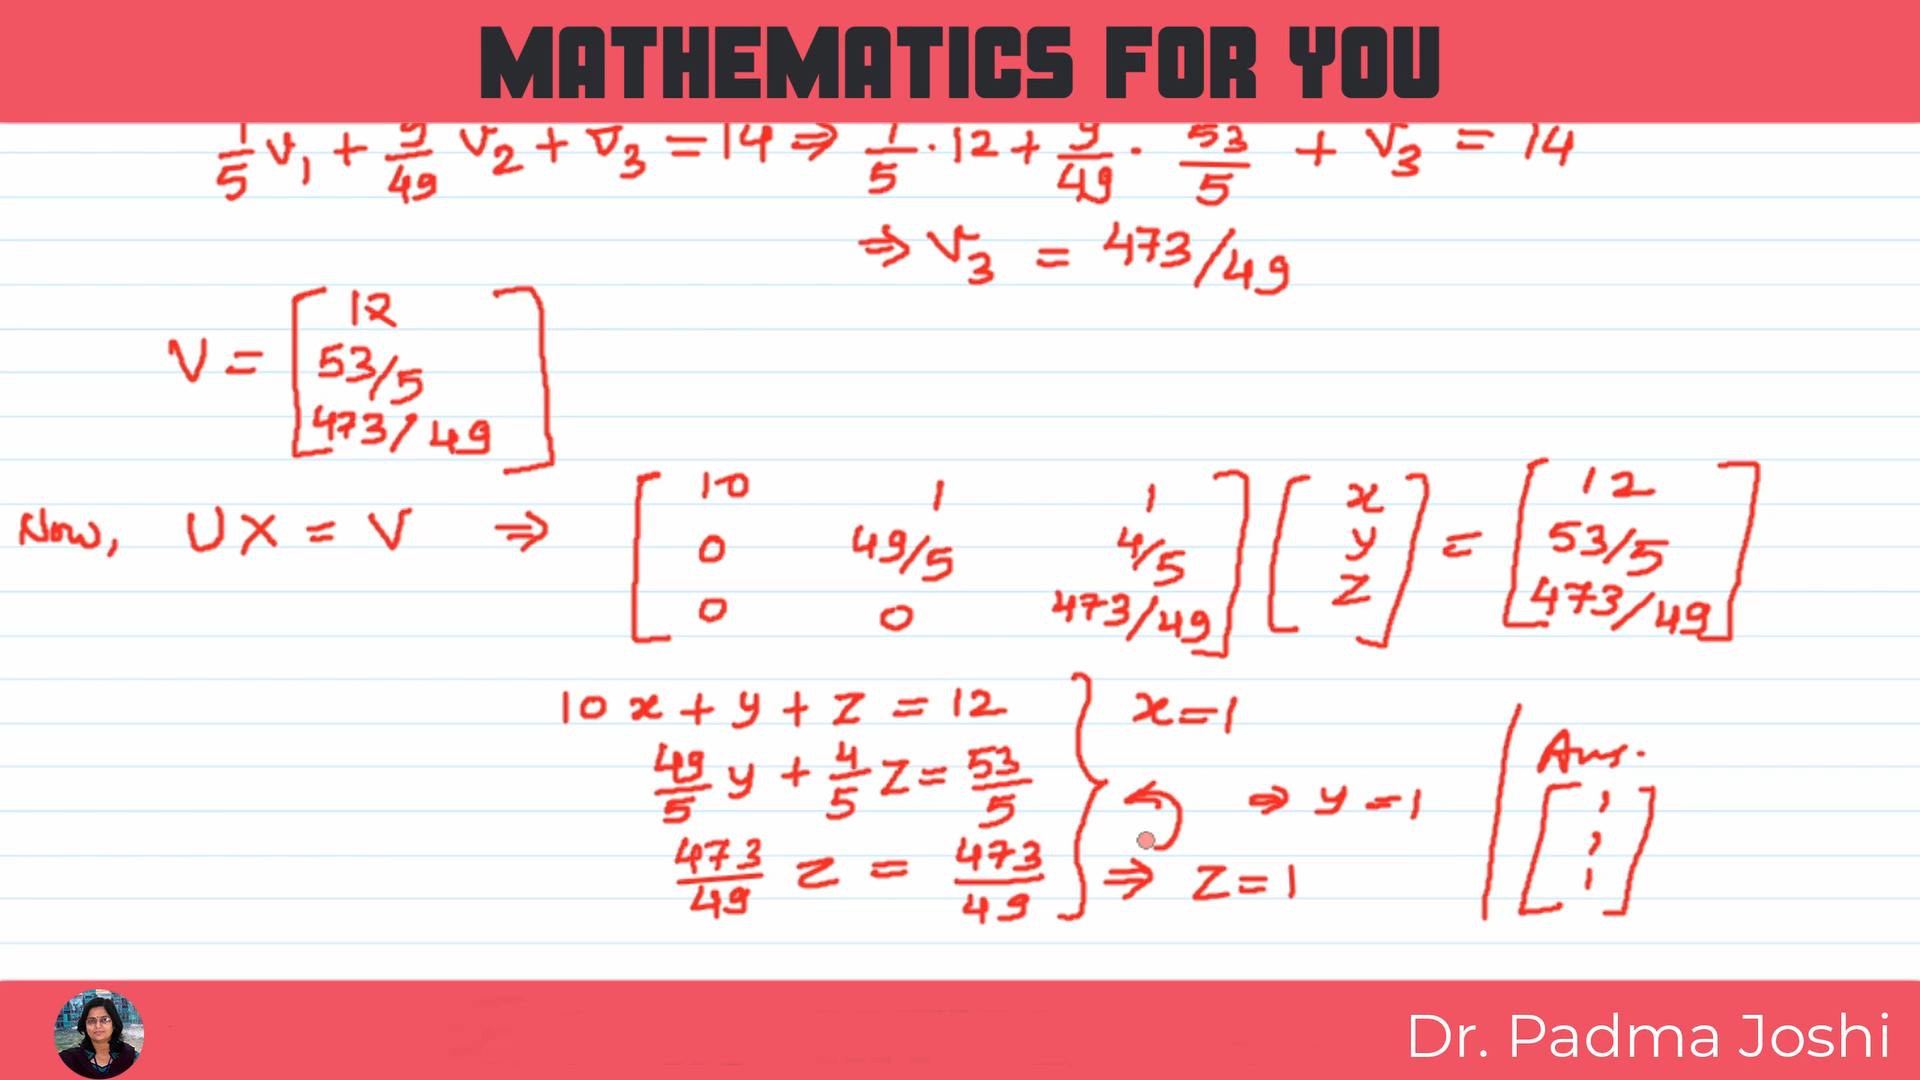 MATHEMATICS FOR YOU
1/5 v₁ + 9/49 v₂ + v₃ = 14 ⇒ 1/5 · 12 + 9/49 · 53/5 + v₃ = 14
⇒ v₃ = 473/49
V = [12
53/5
473/49]
Now, UX = V ⇒ [10 1 1 ; 0 49/5 4/5 ; 0 0 473/49] [x ; y ; z] = [12 ; 53/5 ; 473/49]
10x + y + z = 12 } x = 1
49/5 y + 4/5 z = 53/5 ⇒ y = 1
473/49 z = 473/49 ⇒ z = 1
Ans.
[1
1
1]
Dr. Padma Joshi